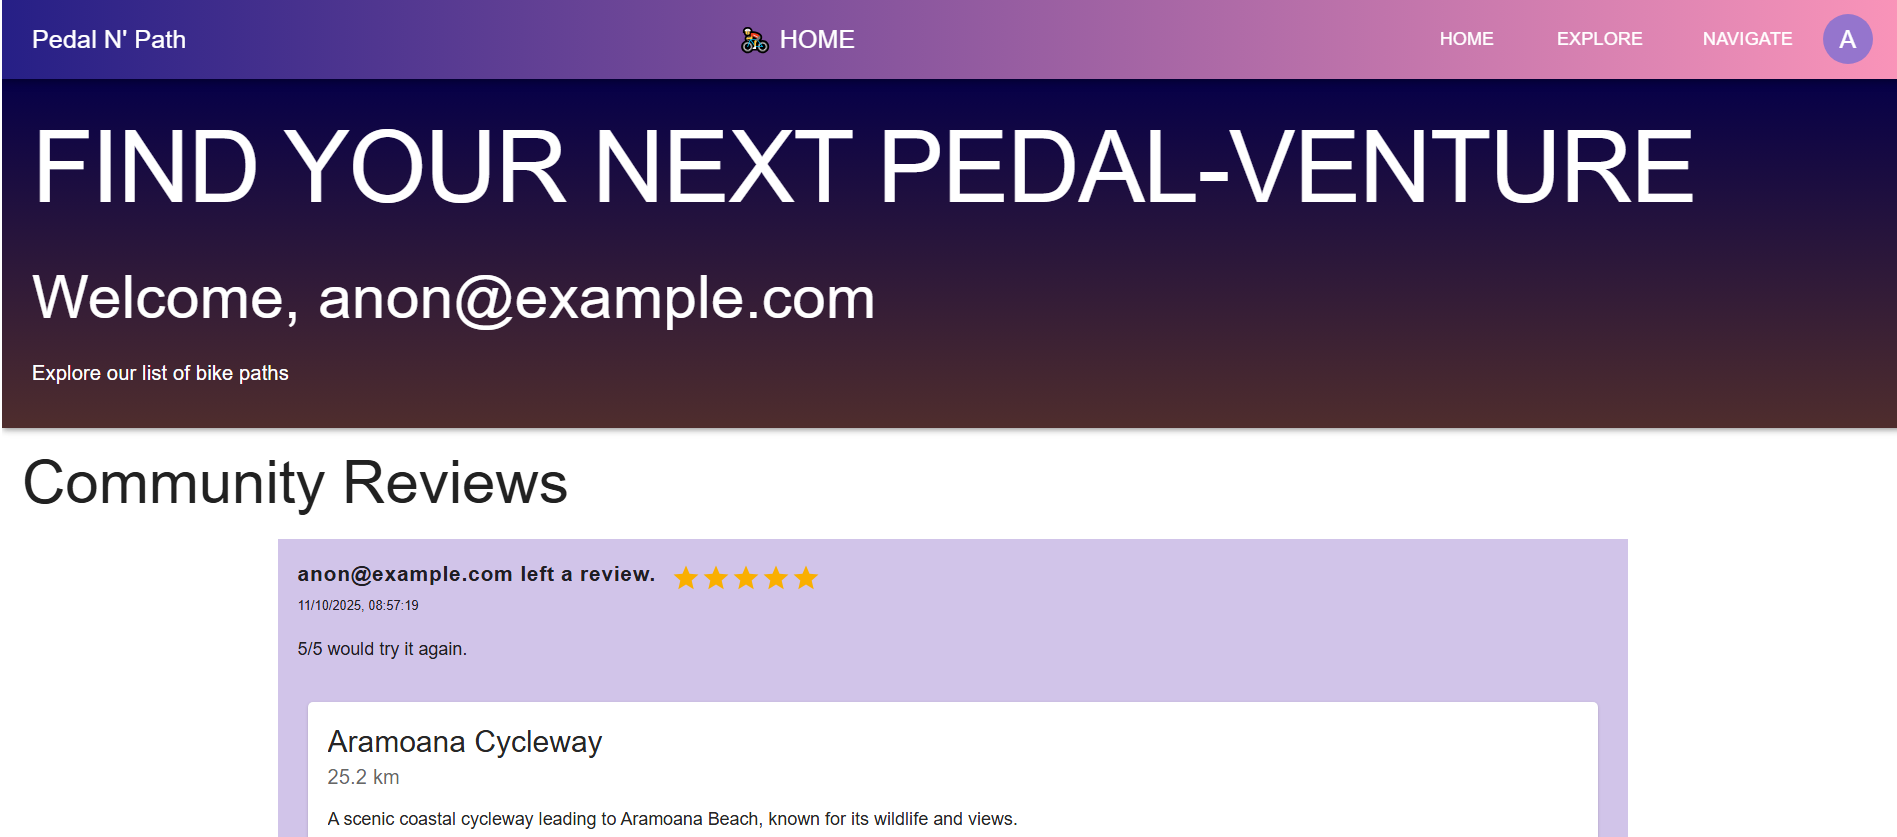 Pedal N' Path
HOME
HOME
EXPLORE
NAVIGATE
A
FIND YOUR NEXT PEDAL-VENTURE
Welcome, anon@example.com
Explore our list of bike paths
Community Reviews
anon@example.com left a review.
11/10/2025, 08:57:19
5/5 would try it again.
Aramoana Cycleway
25.2 km
A scenic coastal cycleway leading to Aramoana Beach, known for its wildlife and views.